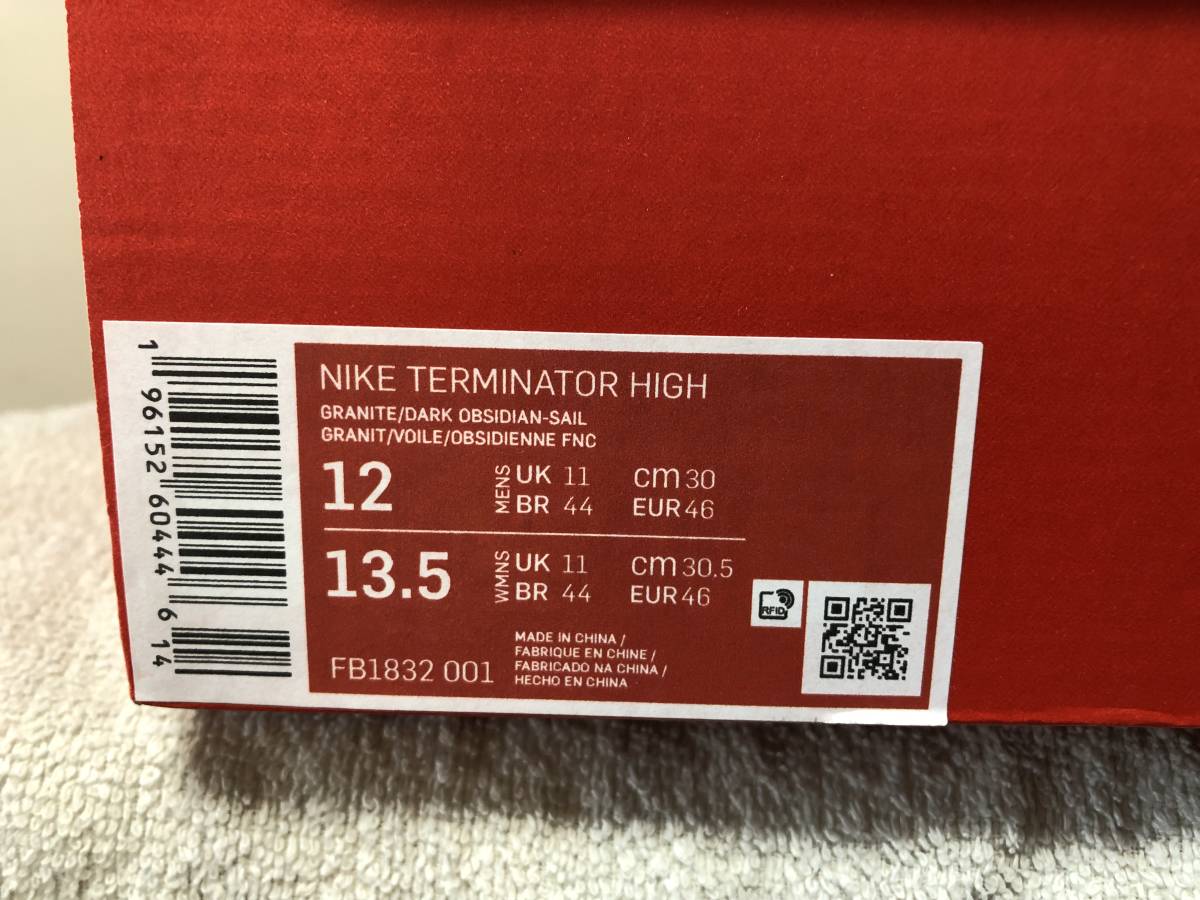 1 96152 60444 6 14
NIKE TERMINATOR HIGH
GRANITE/DARK OBSIDIAN-SAIL
GRANIT/VOILE/OBSIDIENNE FNC
12 MENS UK 11 cm 30
BR 44 EUR 46
13.5 WMNS UK 11 cm 30.5
BR 44 EUR 46
FB1832 001
MADE IN CHINA /
FABRIQUE EN CHINE /
FABRICADO NA CHINA /
HECHO EN CHINA
RFID